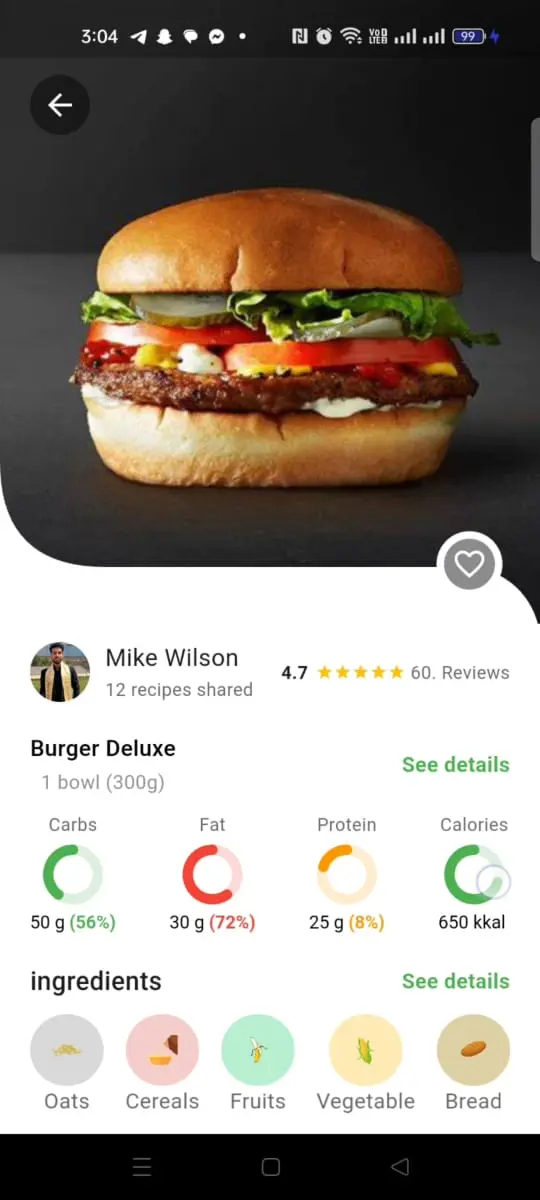 3:04
VoD LTE2
99
Mike Wilson
12 recipes shared
4.7
60. Reviews
Burger Deluxe
1 bowl (300g)
See details
Carbs
Fat
Protein
Calories
50 g (56%)
30 g (72%)
25 g (8%)
650 kkal
ingredients
See details
Oats
Cereals
Fruits
Vegetable
Bread